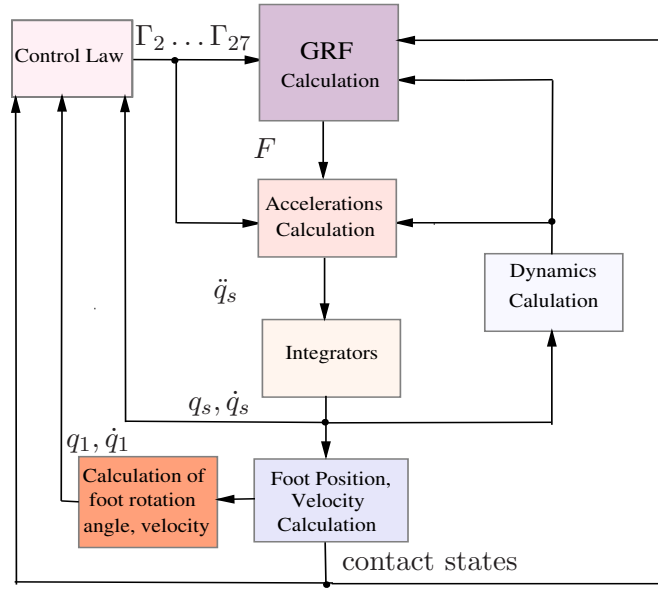 Control Law
Γ₂ … Γ₂₇
GRF
Calculation
F
Accelerations
Calculation
q̈ₛ
Dynamics
Calulation
Integrators
qₛ, q̇ₛ
q₁, q̇₁
Calculation of
foot rotation
angle, velocity
Foot Position,
Velocity
Calculation
contact states